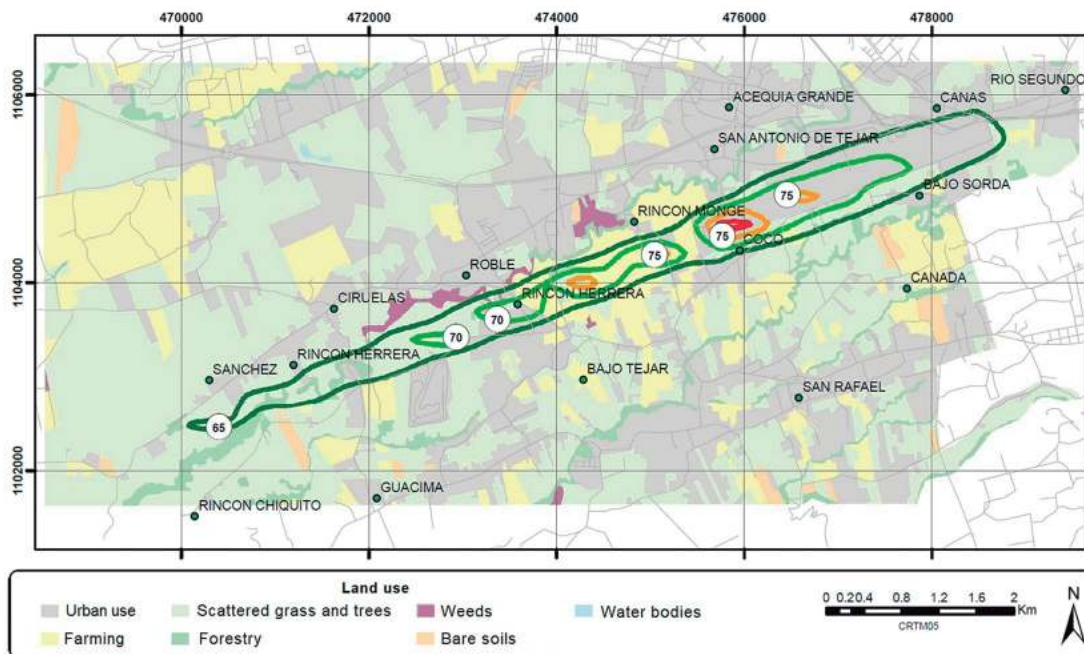 470000 472000 474000 476000 478000
RIO SEGUNDO
1106000
ACEQUIA GRANDE
CANAS
SAN ANTONIO DE TEJAR
75
BAJO SORDA
RINCON MONGE
75
COCO
75
ROBLE
1104000
CANADA
RINCON HERRERA
CIRUELAS
70
70
RINCON HERRERA
SANCHEZ
BAJO TEJAR
SAN RAFAEL
65
1102000
GUACIMA
RINCON CHIQUITO
Land use
Urban use Scattered grass and trees Weeds Water bodies
Farming Forestry Bare soils
0 0.20.4 0.8 1.2 1.6 2
Km
CRTM05
N